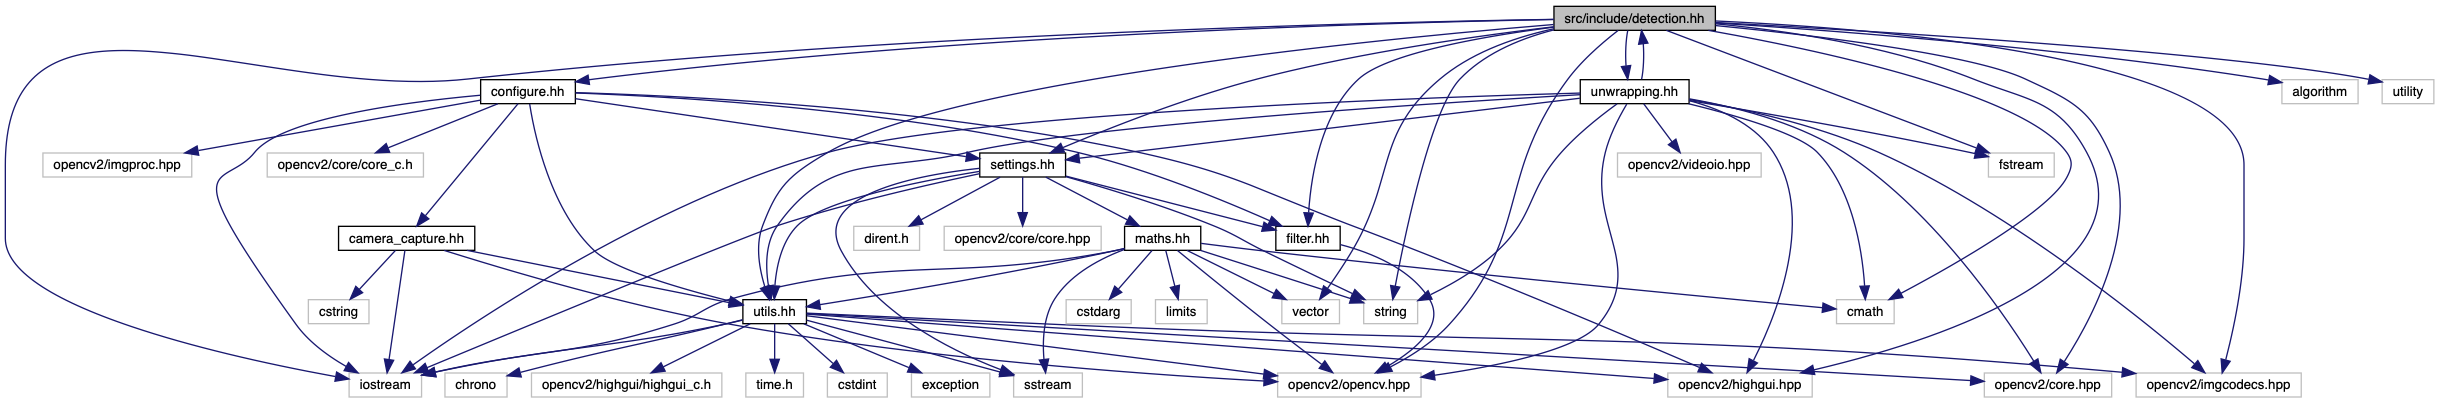 src/include/detection.hh
configure.hh
unwrapping.hh
algorithm
utility
opencv2/imgproc.hpp
opencv2/core/core_c.h
settings.hh
opencv2/videoio.hpp
fstream
camera_capture.hh
dirent.h
opencv2/core/core.hpp
maths.hh
filter.hh
cstring
utils.hh
cstdarg
limits
vector
string
cmath
iostream
chrono
opencv2/highgui/highgui_c.h
time.h
cstdint
exception
sstream
opencv2/opencv.hpp
opencv2/highgui.hpp
opencv2/core.hpp
opencv2/imgcodecs.hpp